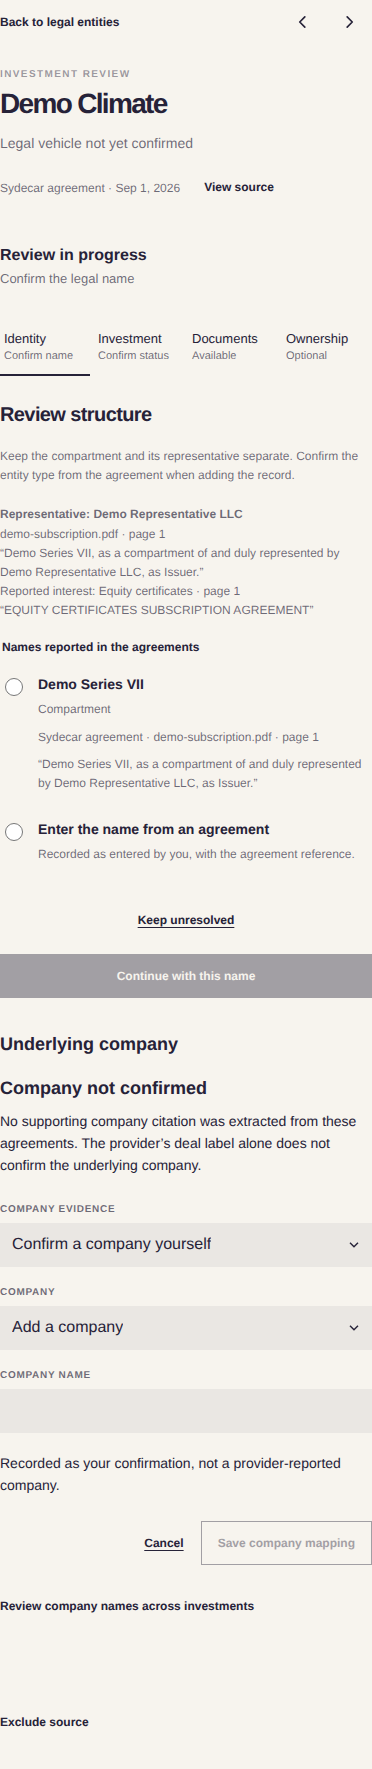 Back to legal entities
INVESTMENT REVIEW
Demo Climate
Legal vehicle not yet confirmed
Sydecar agreement · Sep 1, 2026 View source
Review in progress
Confirm the legal name
Identity Investment Documents Ownership
Confirm name Confirm status Available Optional
Review structure
Keep the compartment and its representative separate. Confirm the
entity type from the agreement when adding the record.
Representative: Demo Representative LLC
demo-subscription.pdf · page 1
“Demo Series VII, as a compartment of and duly represented by
Demo Representative LLC, as Issuer.”
Reported interest: Equity certificates · page 1
“EQUITY CERTIFICATES SUBSCRIPTION AGREEMENT”
Names reported in the agreements
Demo Series VII
Compartment
Sydecar agreement · demo-subscription.pdf · page 1
“Demo Series VII, as a compartment of and duly represented
by Demo Representative LLC, as Issuer.”
Enter the name from an agreement
Recorded as entered by you, with the agreement reference.
Keep unresolved
Continue with this name
Underlying company
Company not confirmed
No supporting company citation was extracted from these
agreements. The provider’s deal label alone does not
confirm the underlying company.
COMPANY EVIDENCE
Confirm a company yourself
COMPANY
Add a company
COMPANY NAME
Recorded as your confirmation, not a provider-reported
company.
Cancel Save company mapping
Review company names across investments
Exclude source